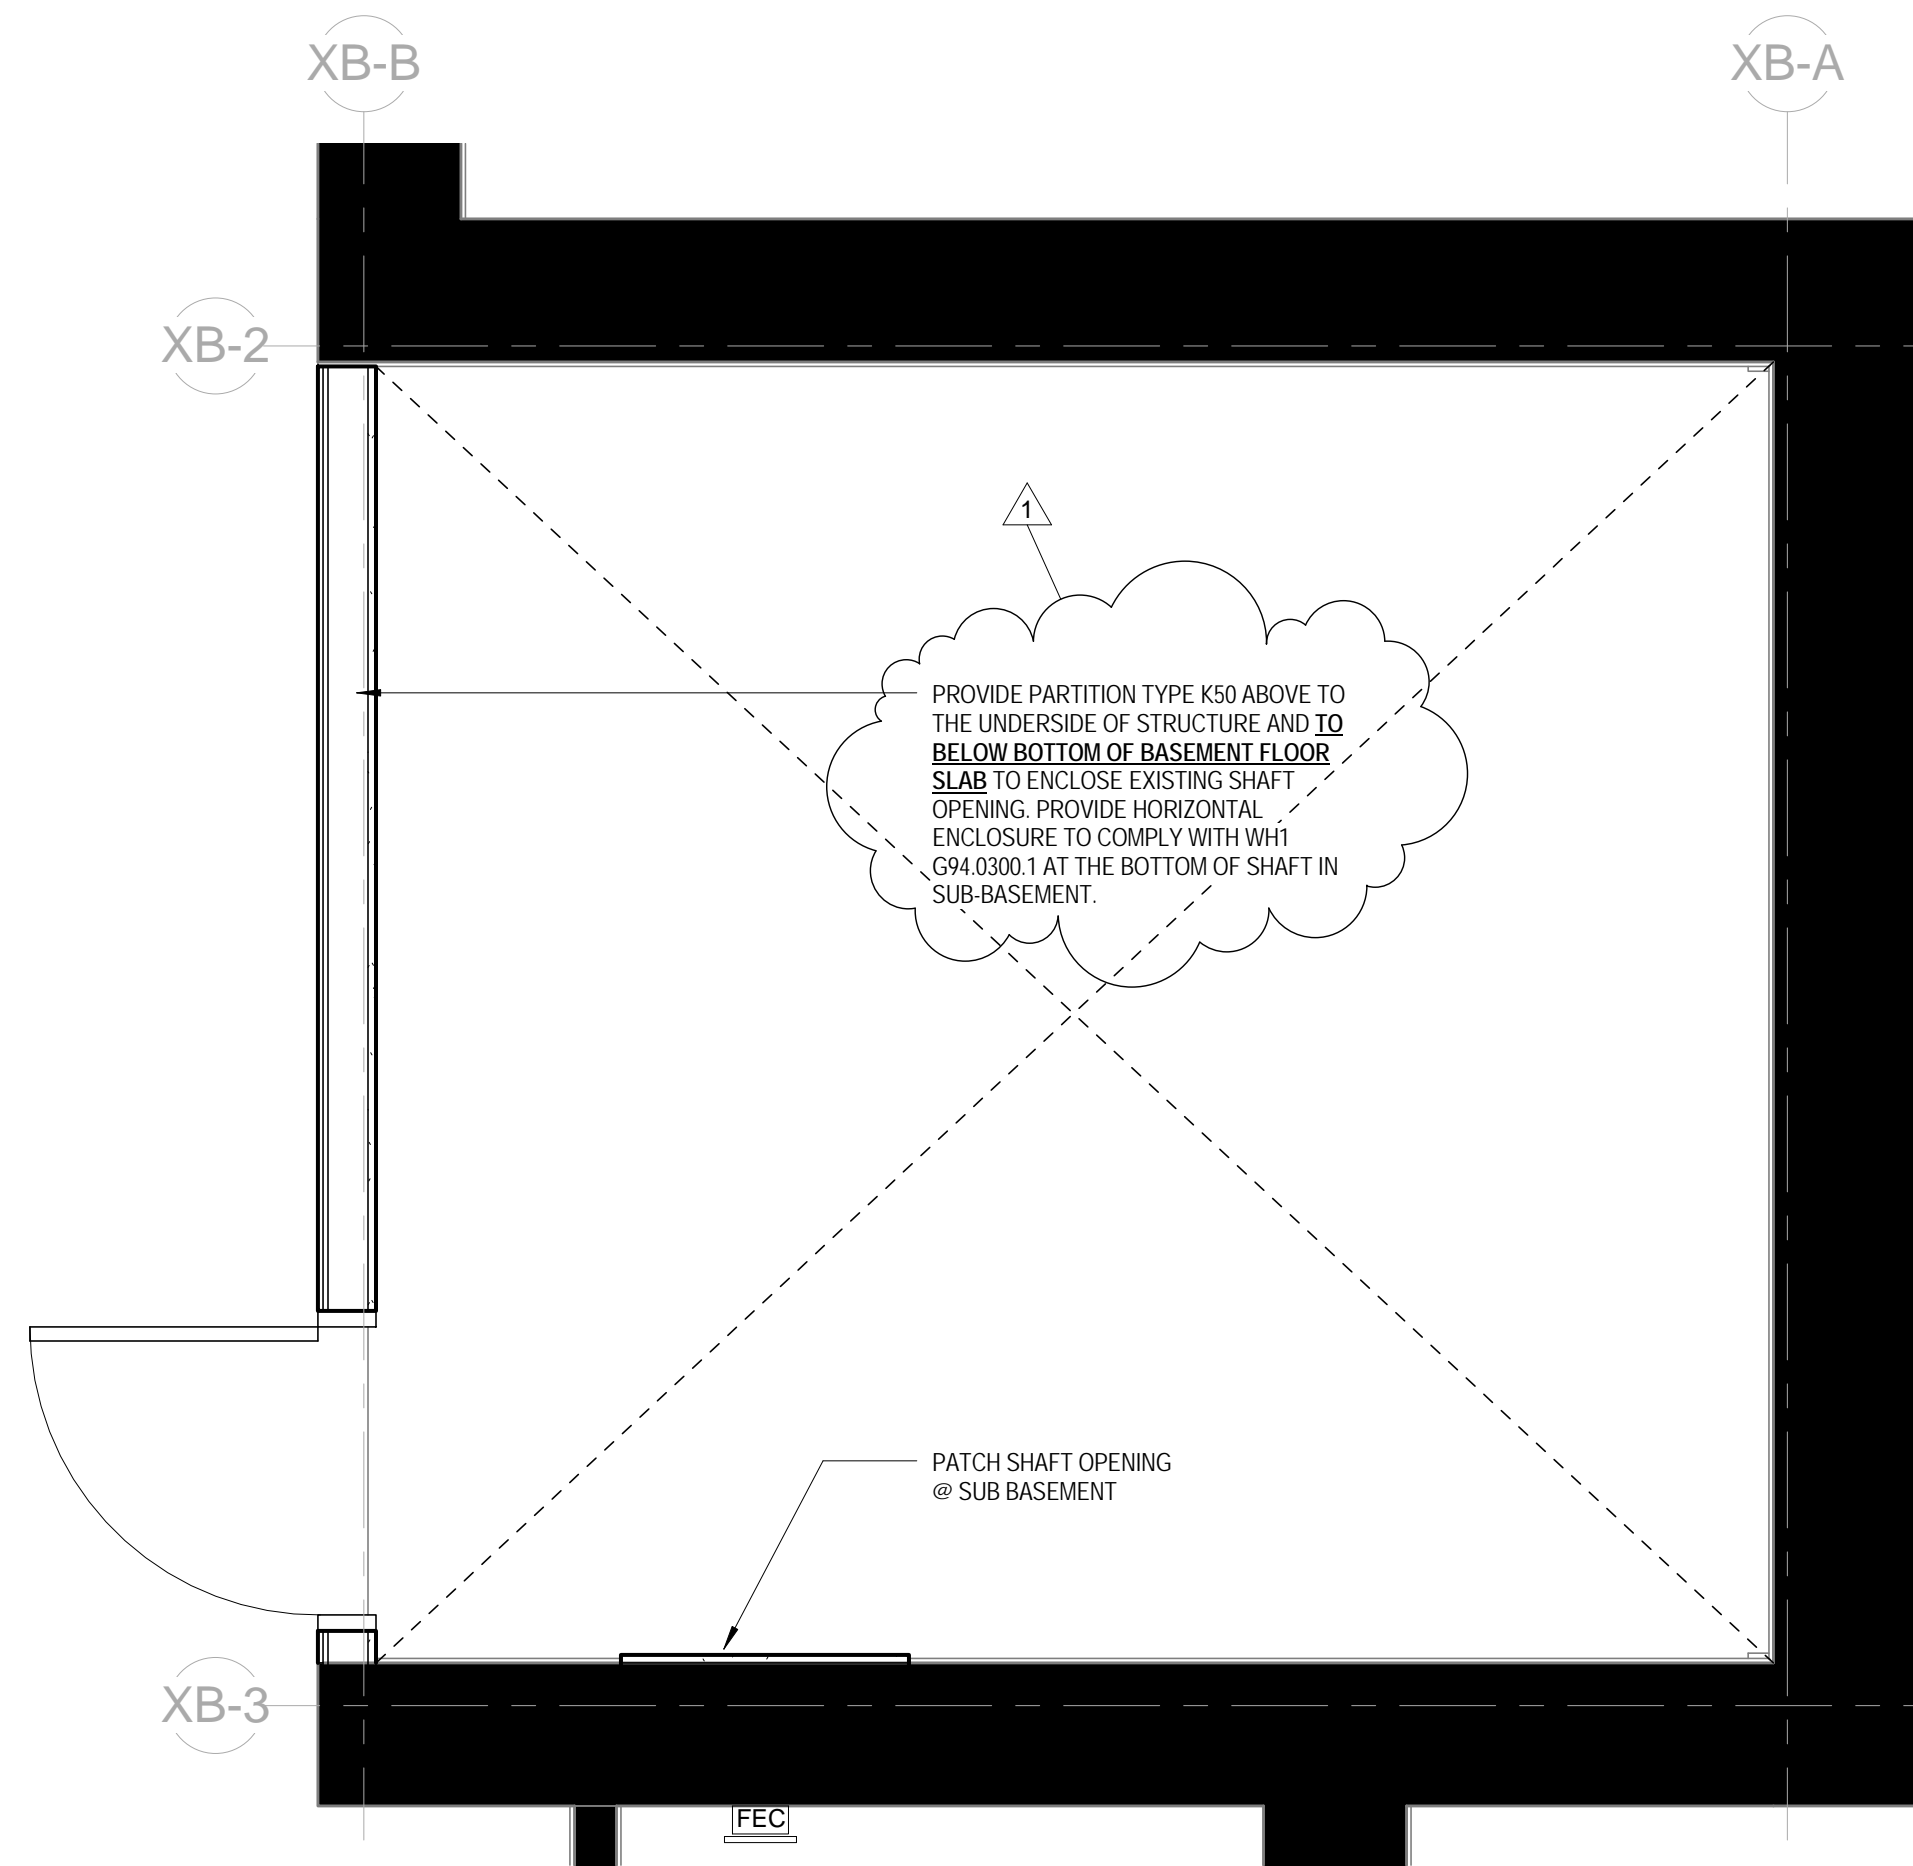 XB-B
XB-A
XB-2
1
PROVIDE PARTITION TYPE K50 ABOVE TO
THE UNDERSIDE OF STRUCTURE AND TO
BELOW BOTTOM OF BASEMENT FLOOR
SLAB TO ENCLOSE EXISTING SHAFT
OPENING. PROVIDE HORIZONTAL
ENCLOSURE TO COMPLY WITH WH1
G94.0300.1 AT THE BOTTOM OF SHAFT IN
SUB-BASEMENT.
PATCH SHAFT OPENING
@ SUB BASEMENT
XB-3
FEC